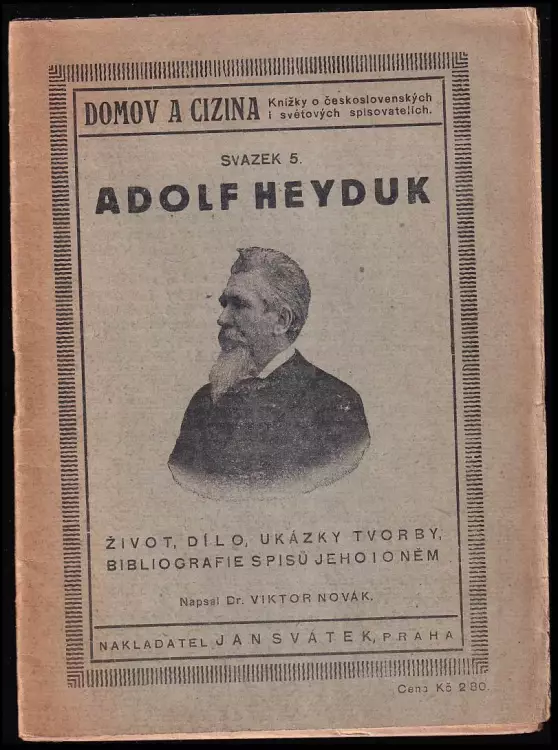 DOMOV A CIZINA Knížky o československých
i světových spisovatelích.
SVAZEK 5.
ADOLF HEYDUK
ŽIVOT, DÍLO, UKÁZKY TVORBY,
BIBLIOGRAFIE SPISŮ JEHO I O NĚM
Napsal Dr. VIKTOR NOVÁK.
NAKLADATEL JAN SVÁTEK, PRAHA
Cena Kč 2·80.